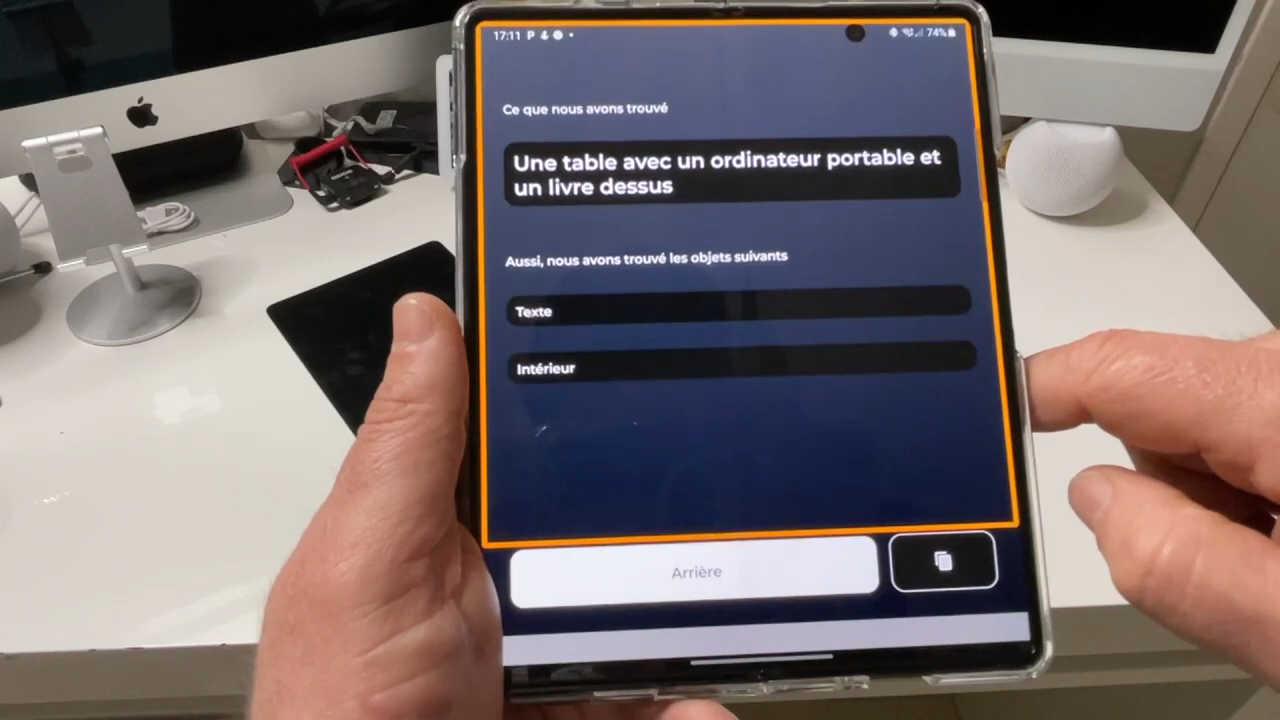 17:11 P
74%
Ce que nous avons trouvé
Une table avec un ordinateur portable et
un livre dessus
Aussi, nous avons trouvé les objets suivants
Texte
Intérieur
Arrière